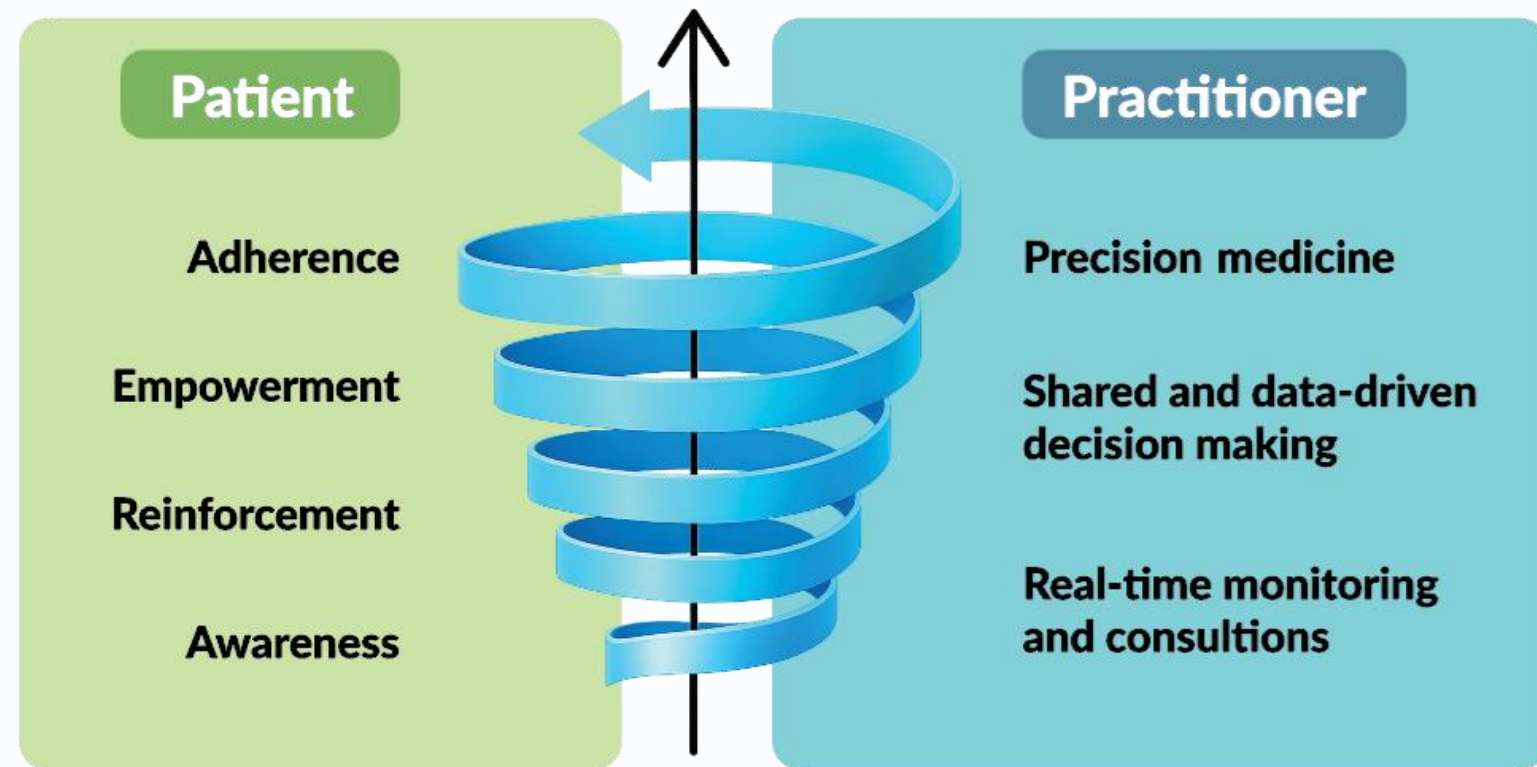 Patient
Adherence
Empowerment
Reinforcement
Awareness
Practitioner
Precision medicine
Shared and data-driven
decision making
Real-time monitoring
and consultions